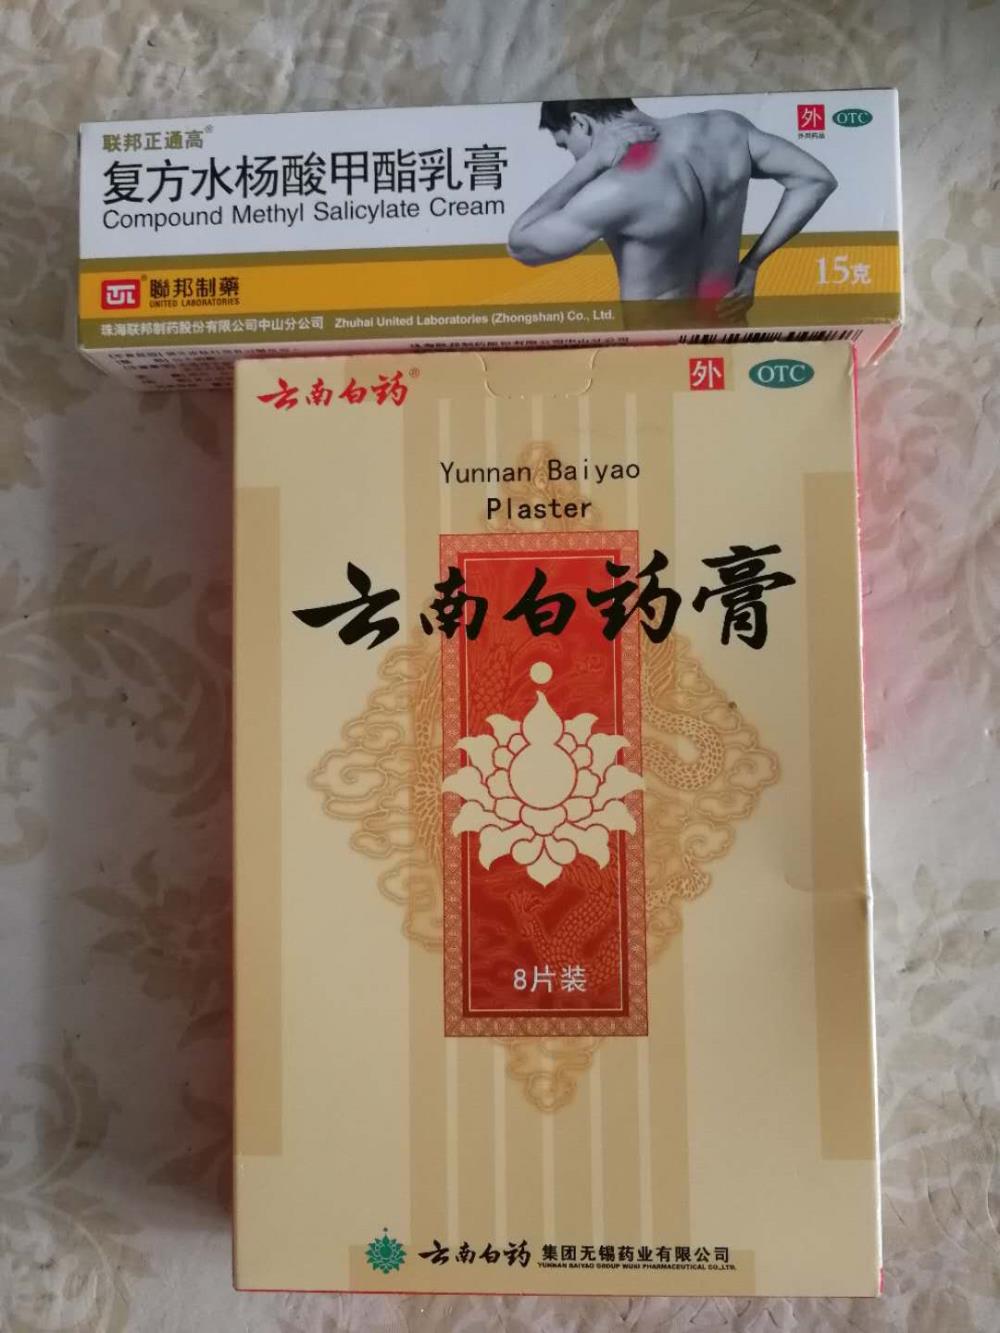 联邦正通高®
复方水杨酸甲酯乳膏
Compound Methyl Salicylate Cream
外
外用药品
OTC
15克
聯邦制藥
UNITED LABORATORIES
珠海联邦制药股份有限公司中山分公司 Zhuhai United Laboratories (Zhongshan) Co., Ltd.
云南白药®
外
OTC
Yunnan Baiyao
Plaster
云南白药膏
8片装
云南白药 集团无锡药业有限公司
YUNNAN BAIYAO GROUP WUXI PHARMACEUTICAL CO.,LTD.